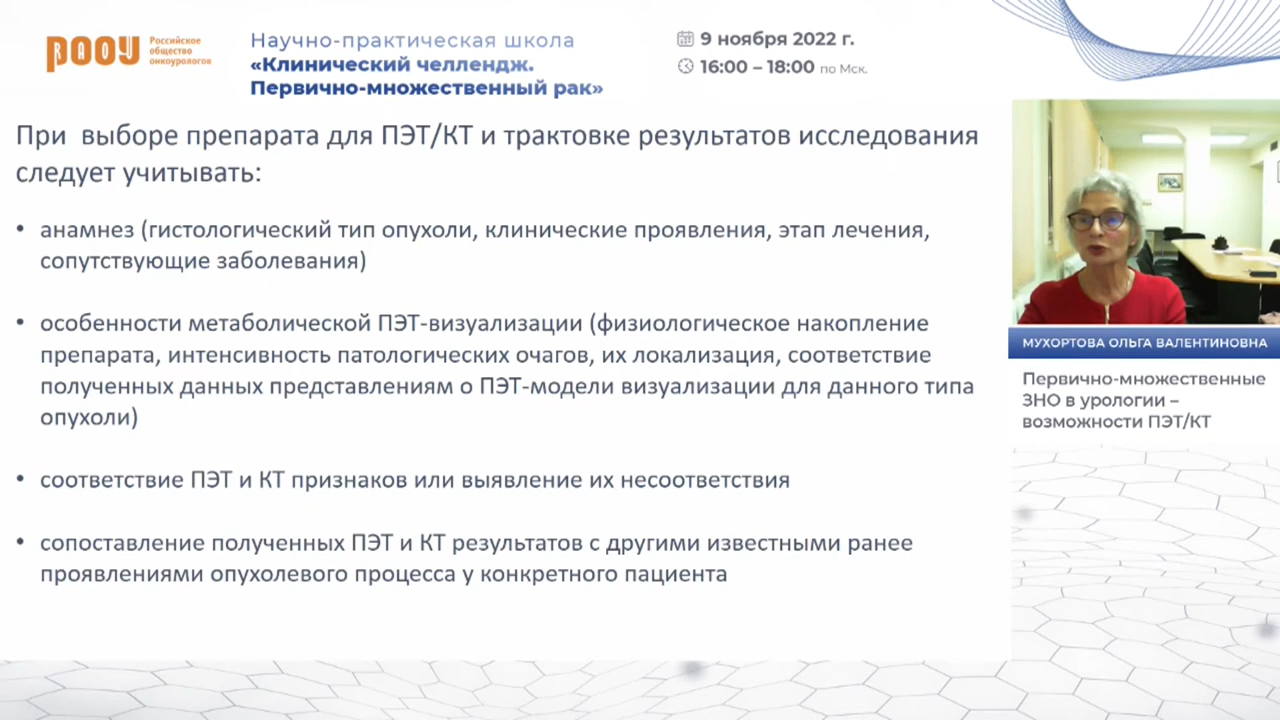 РАОУ
Российское
общество
онкоурологов
Научно-практическая школа
«Клинический челлендж.
Первично-множественный рак»
9 ноября 2022 г.
16:00 – 18:00 по Мск.
При выборе препарата для ПЭТ/КТ и трактовке результатов исследования
следует учитывать:
• анамнез (гистологический тип опухоли, клинические проявления, этап лечения,
сопутствующие заболевания)
• особенности метаболической ПЭТ-визуализации (физиологическое накопление
препарата, интенсивность патологических очагов, их локализация, соответствие
полученных данных представлениям о ПЭТ-модели визуализации для данного типа
опухоли)
• соответствие ПЭТ и КТ признаков или выявление их несоответствия
• сопоставление полученных ПЭТ и КТ результатов с другими известными ранее
проявлениями опухолевого процесса у конкретного пациента
МУХОРТОВА ОЛЬГА ВАЛЕНТИНОВНА
Первично-множественные
ЗНО в урологии –
возможности ПЭТ/КТ